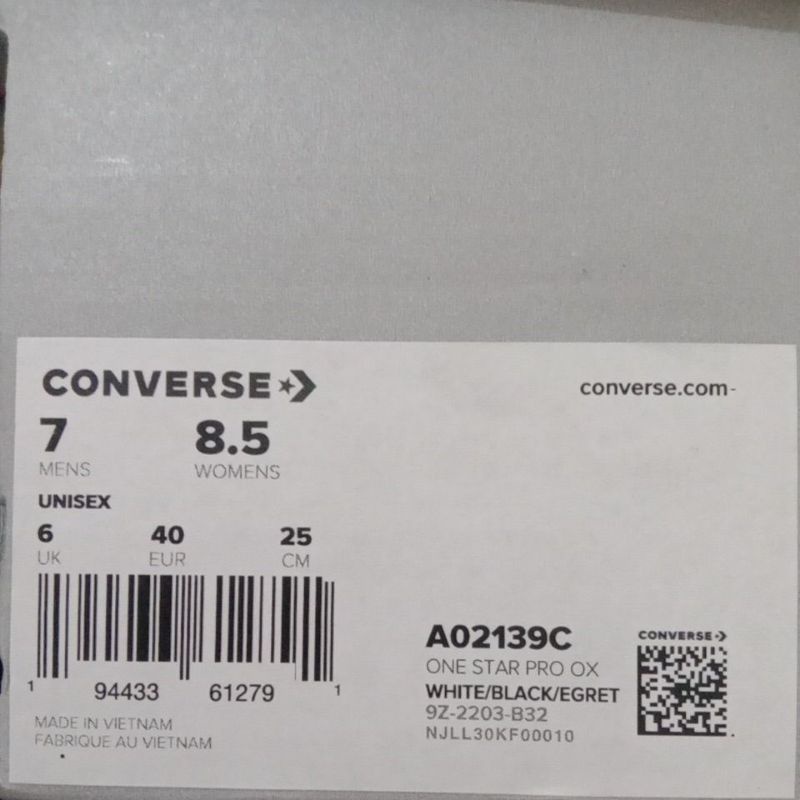 CONVERSE
converse.com
7 8.5
MENS WOMENS
UNISEX
6 40 25
UK EUR CM
1 94433 61279 1
MADE IN VIETNAM
FABRIQUE AU VIETNAM
A02139C
ONE STAR PRO OX
WHITE/BLACK/EGRET
9Z-2203-B32
NJLL30KF00010
CONVERSE